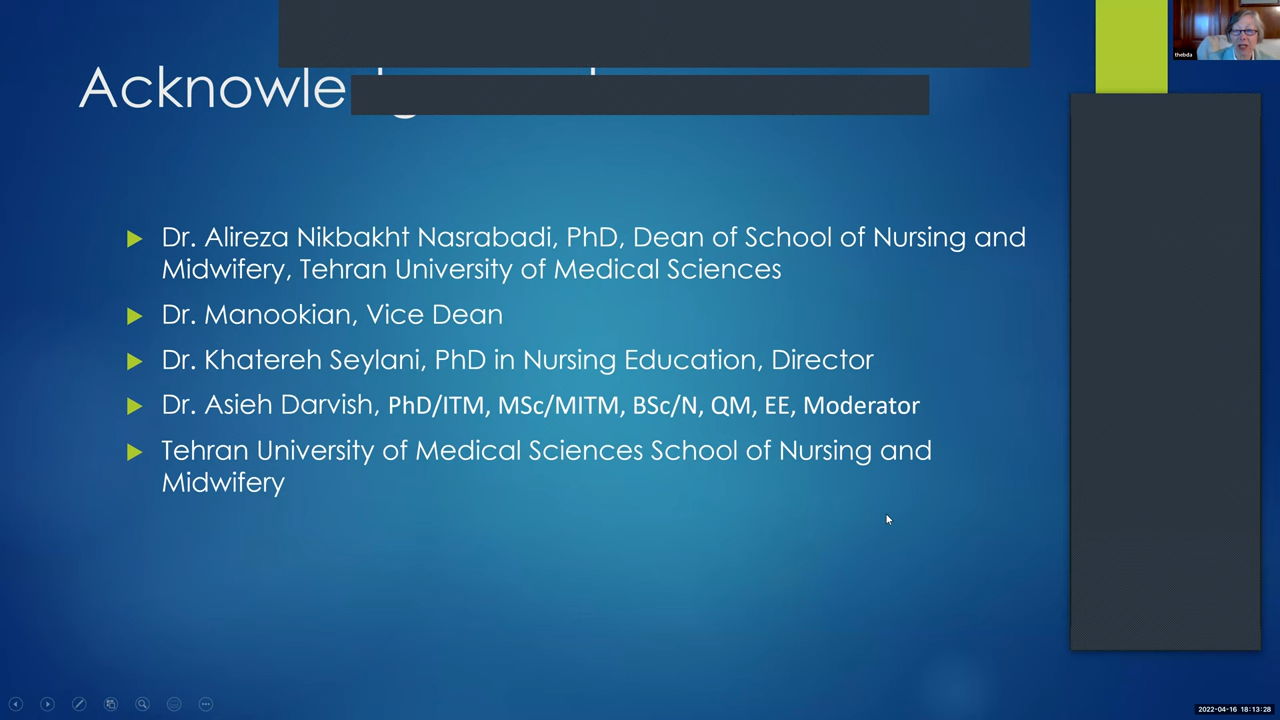 thebda
Acknowle
Dr. Alireza Nikbakht Nasrabadi, PhD, Dean of School of Nursing and
Midwifery, Tehran University of Medical Sciences
Dr. Manookian, Vice Dean
Dr. Khatereh Seylani, PhD in Nursing Education, Director
Dr. Asieh Darvish, PhD/ITM, MSc/MITM, BSc/N, QM, EE, Moderator
Tehran University of Medical Sciences School of Nursing and
Midwifery
2022-04-16 18:13:28